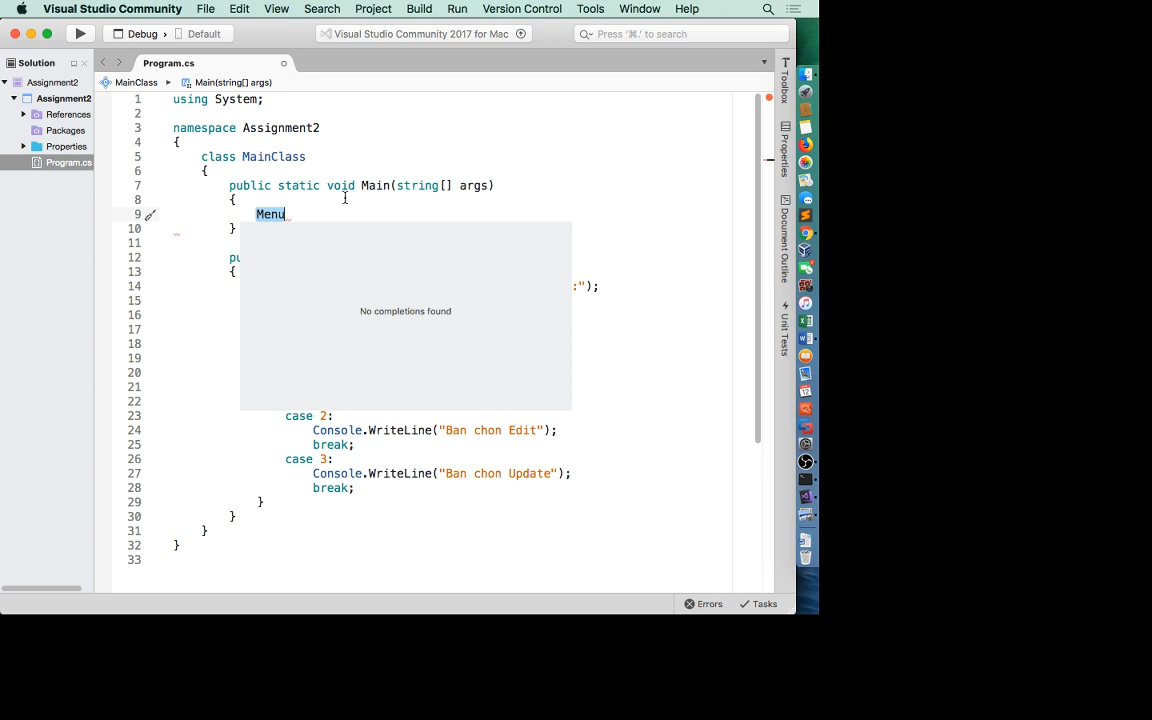 Visual Studio Community File Edit View Search Project Build Run Version Control Tools Window Help
Debug › Default Visual Studio Community 2017 for Mac Press '⌘.' to search
Solution Program.cs
Assignment2 MainClass ▶ Main(string[] args)
Assignment2
References
Packages
Properties
Program.cs
1 using System;
2
3 namespace Assignment2
4 {
5 class MainClass
6 {
7 public static void Main(string[] args)
8 {
9 Menu
10 }
11
12 pu
13 {
14 :");
15
16
17
18
19
20
21
22
23 case 2:
24 Console.WriteLine("Ban chon Edit");
25 break;
26 case 3:
27 Console.WriteLine("Ban chon Update");
28 break;
29 }
30 }
31 }
32 }
33
No completions found
Toolbox
Properties
Document Outline
Unit Tests
Errors Tasks